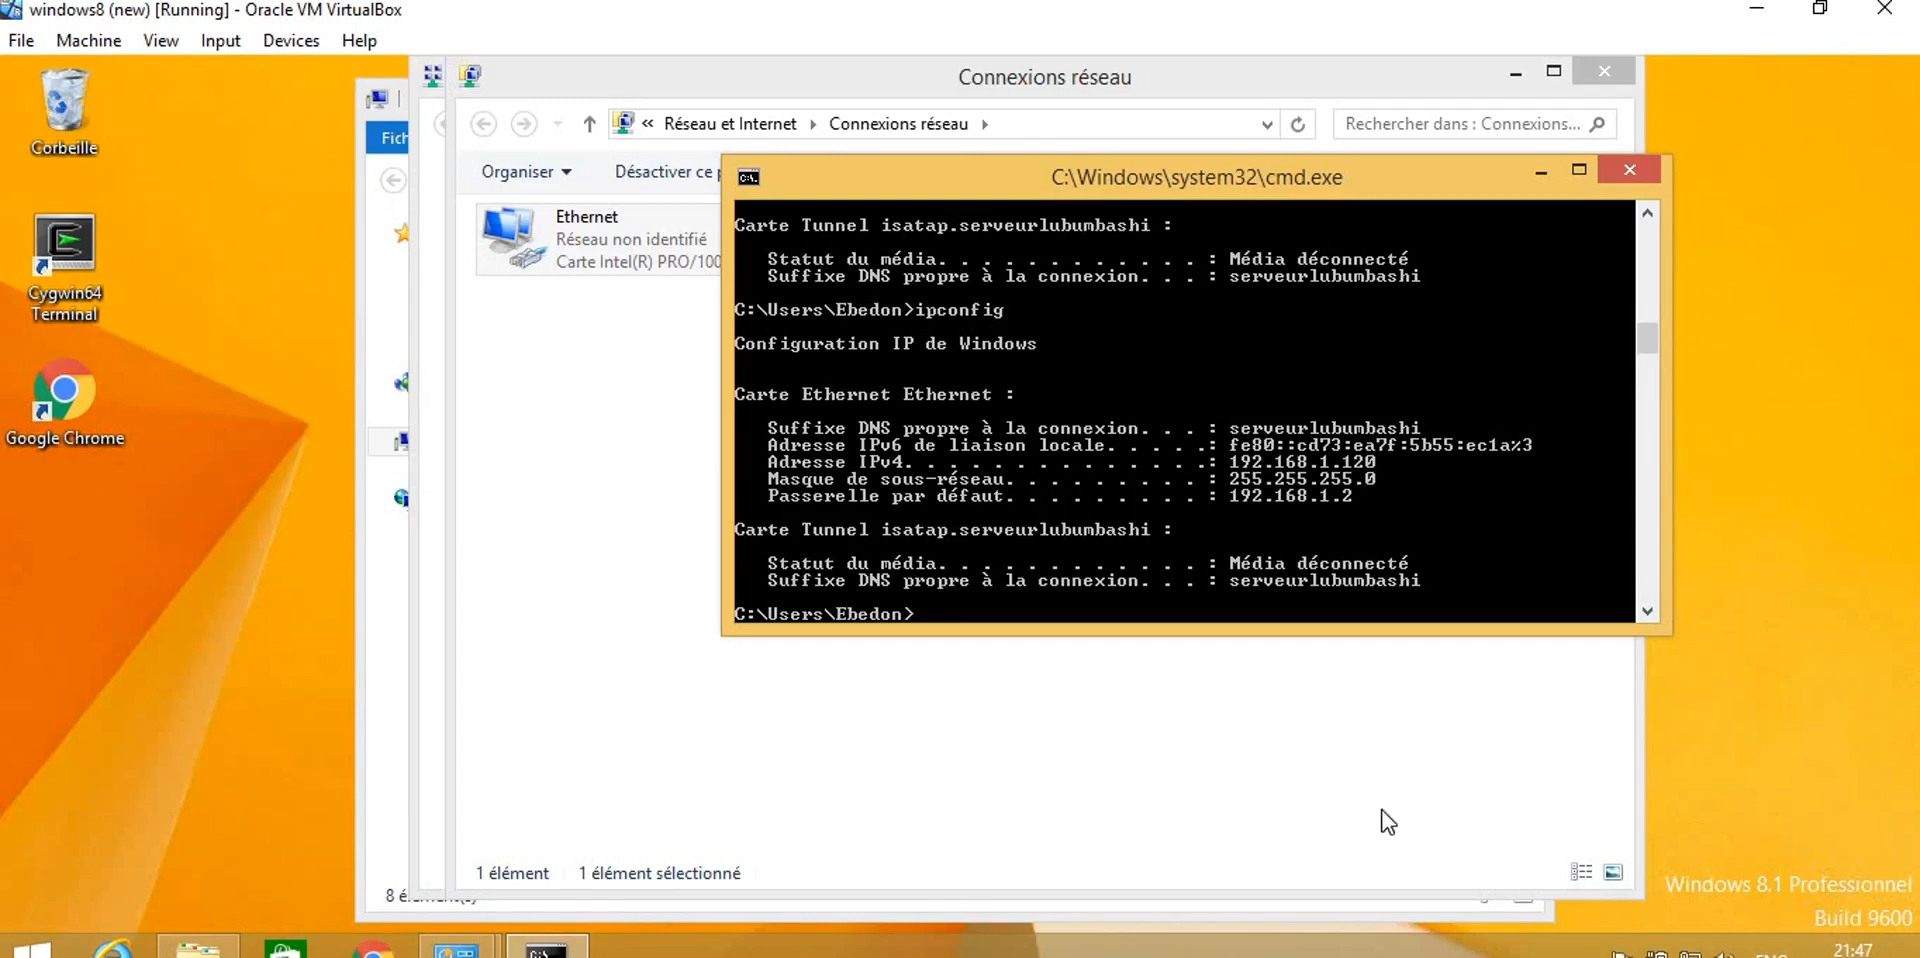 windows8 (new) [Running] - Oracle VM VirtualBox
File Machine View Input Devices Help
Corbeille
Cygwin64
Terminal
Google Chrome
Fich
Connexions réseau
« Réseau et Internet Connexions réseau
Rechercher dans : Connexions...
Organiser Désactiver ce
Ethernet
Réseau non identifié
Carte Intel(R) PRO/100
C:\Windows\system32\cmd.exe
Carte Tunnel isatap.serveurlubumbashi :
Statut du média. . . . . . . . . . . . : Média déconnecté
Suffixe DNS propre à la connexion. . . : serveurlubumbashi
C:\Users\Ebedon>ipconfig
Configuration IP de Windows
Carte Ethernet Ethernet :
Suffixe DNS propre à la connexion. . . : serveurlubumbashi
Adresse IPv6 de liaison locale. . . . .: fe80::cd73:ea7f:5b55:ec1a%3
Adresse IPv4. . . . . . . . . . . . . .: 192.168.1.120
Masque de sous-réseau. . . . . . . . . : 255.255.255.0
Passerelle par défaut. . . . . . . . . : 192.168.1.2
Carte Tunnel isatap.serveurlubumbashi :
Statut du média. . . . . . . . . . . . : Média déconnecté
Suffixe DNS propre à la connexion. . . : serveurlubumbashi
C:\Users\Ebedon>
1 élément 1 élément sélectionné
Windows 8.1 Professionnel
Build 9600
21:47